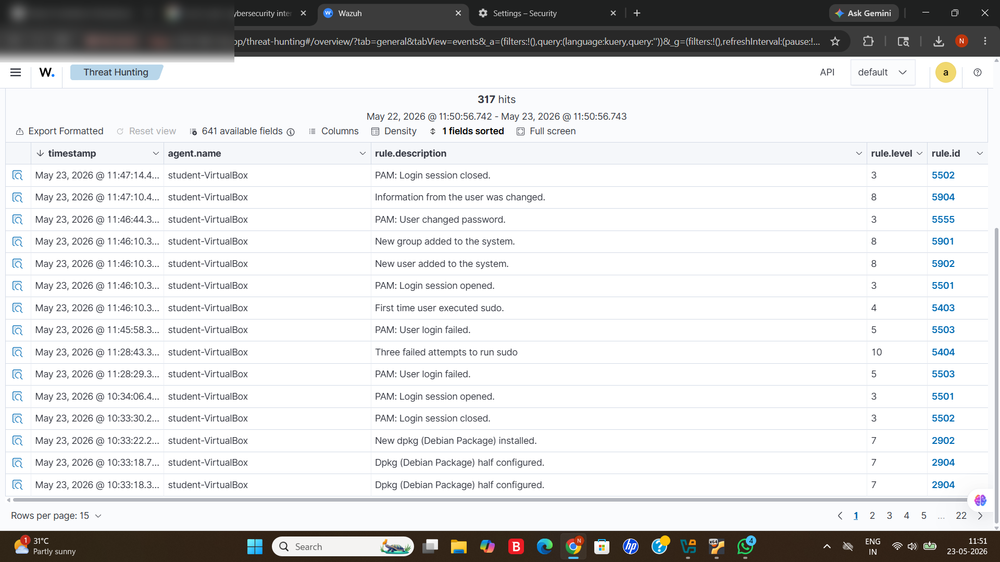 ybersecurity inter
Wazuh
Settings – Security
Ask Gemini
pp/threat-hunting#/overview/?tab=general&tabView=events&_a=(filters:!(),query:(language:kuery,query:''))&_g=(filters:!(),refreshInterval:(pause:!...
N
W.
Threat Hunting
API
default
a
317 hits
May 22, 2026 @ 11:50:56.742 - May 23, 2026 @ 11:50:56.743
Export Formatted
Reset view
641 available fields
Columns
Density
1 fields sorted
Full screen
timestamp agent.name rule.description rule.level rule.id
May 23, 2026 @ 11:47:14.4... student-VirtualBox PAM: Login session closed. 3 5502
May 23, 2026 @ 11:47:10.4... student-VirtualBox Information from the user was changed. 8 5904
May 23, 2026 @ 11:46:44.3... student-VirtualBox PAM: User changed password. 3 5555
May 23, 2026 @ 11:46:10.3... student-VirtualBox New group added to the system. 8 5901
May 23, 2026 @ 11:46:10.3... student-VirtualBox New user added to the system. 8 5902
May 23, 2026 @ 11:46:10.3... student-VirtualBox PAM: Login session opened. 3 5501
May 23, 2026 @ 11:46:10.3... student-VirtualBox First time user executed sudo. 4 5403
May 23, 2026 @ 11:45:58.3... student-VirtualBox PAM: User login failed. 5 5503
May 23, 2026 @ 11:28:43.3... student-VirtualBox Three failed attempts to run sudo 10 5404
May 23, 2026 @ 11:28:29.3... student-VirtualBox PAM: User login failed. 5 5503
May 23, 2026 @ 10:34:06.4... student-VirtualBox PAM: Login session opened. 3 5501
May 23, 2026 @ 10:33:30.2... student-VirtualBox PAM: Login session closed. 3 5502
May 23, 2026 @ 10:33:22.2... student-VirtualBox New dpkg (Debian Package) installed. 7 2902
May 23, 2026 @ 10:33:18.7... student-VirtualBox Dpkg (Debian Package) half configured. 7 2904
May 23, 2026 @ 10:33:18.3... student-VirtualBox Dpkg (Debian Package) half configured. 7 2904
Rows per page: 15
1 2 3 4 5 ... 22
1
31°C
Partly sunny
Search
B
N
hp
x64
4
ENG
IN
11:51
23-05-2026